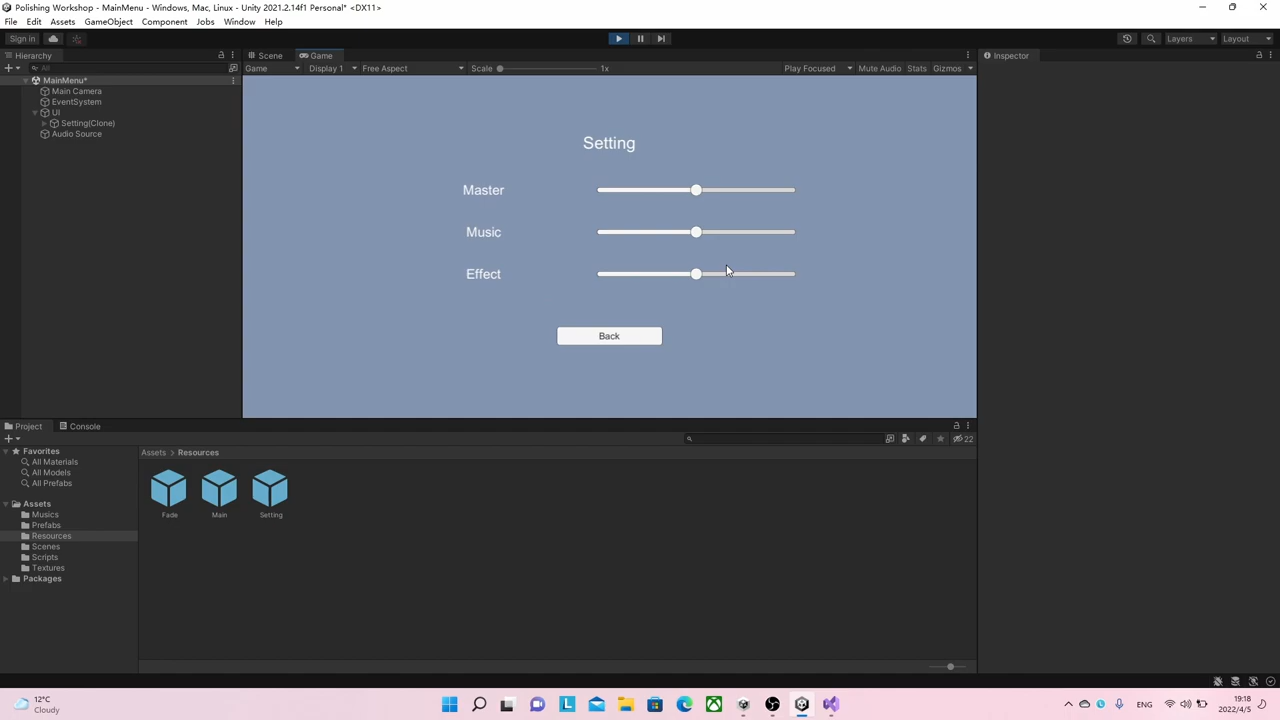 Polishing Workshop - MainMenu - Windows, Mac, Linux - Unity 2021.2.14f1 Personal* <DX11>
File Edit Assets GameObject Component Jobs Window Help
Sign in
Layers Layout
Hierarchy Scene Game Inspector
All Game Display 1 Free Aspect Scale 1x Play Focused Mute Audio Stats Gizmos
MainMenu*
Main Camera
EventSystem
UI
Setting(Clone)
Audio Source
Setting
Master
Music
Effect
Back
Project Console
22
Favorites
All Materials
All Models
All Prefabs
Assets
Musics
Prefabs
Resources
Scenes
Scripts
Textures
Packages
Assets > Resources
Fade Main Setting
12°C
Cloudy
L
ENG
19:18
2022/4/5